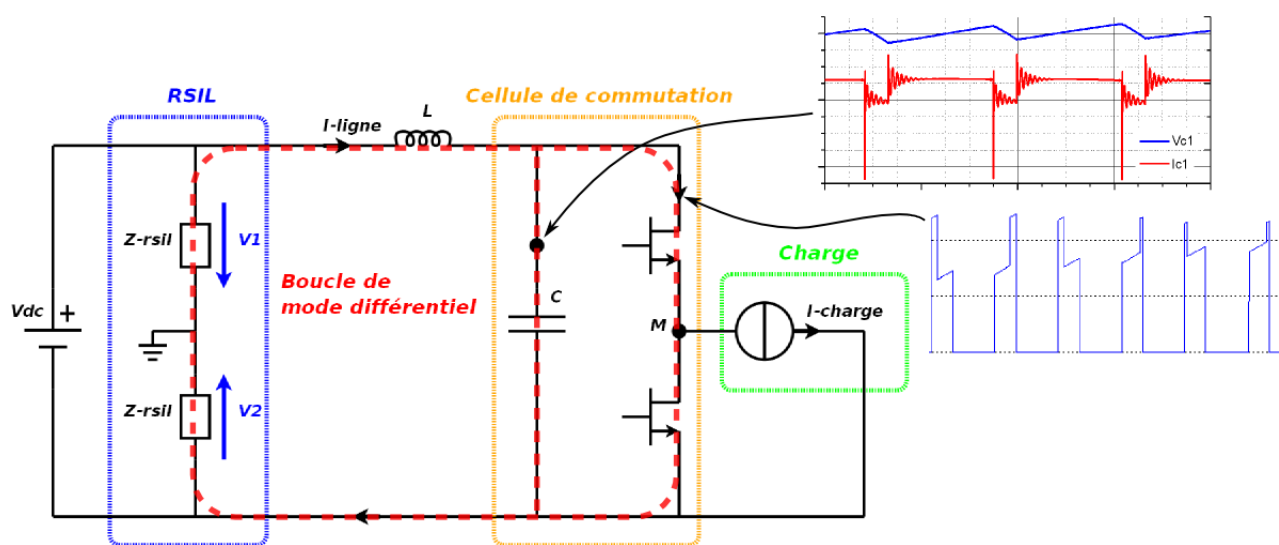 RSIL
I-ligne
L
Cellule de commutation
Vc1
Ic1
Z-rsil
V1
Boucle de
mode différentiel
C
Charge
Vdc
+
M
I-charge
Z-rsil
V2